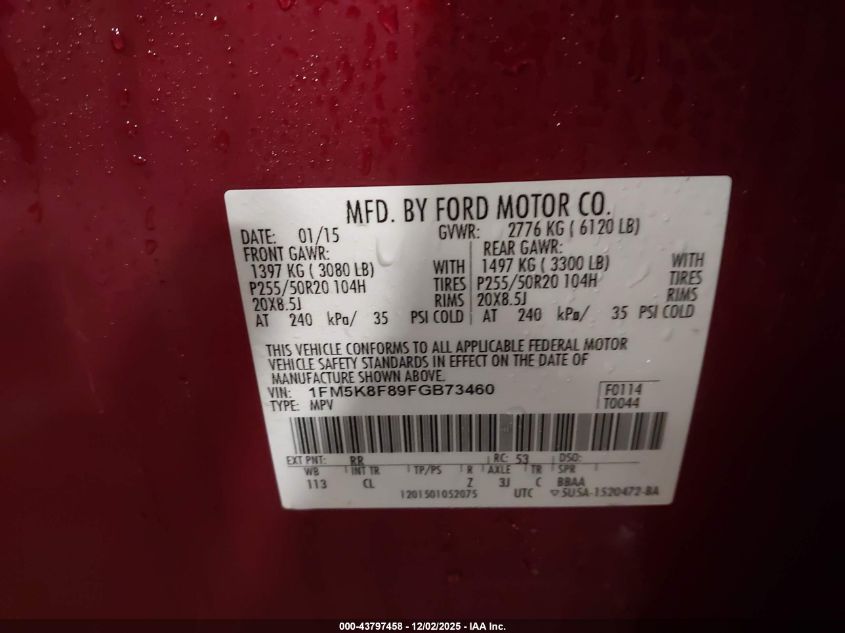 MFD. BY FORD MOTOR CO.
DATE: 01/15 GVWR: 2776 KG ( 6120 LB)
FRONT GAWR: REAR GAWR:
1397 KG ( 3080 LB) WITH 1497 KG ( 3300 LB) WITH
P255/50R20 104H TIRES P255/50R20 104H TIRES
20X8.5J RIMS 20X8.5J RIMS
AT 240 kPa/ 35 PSI COLD AT 240 kPa/ 35 PSI COLD
THIS VEHICLE CONFORMS TO ALL APPLICABLE FEDERAL MOTOR
VEHICLE SAFETY STANDARDS IN EFFECT ON THE DATE OF
MANUFACTURE SHOWN ABOVE.
VIN: 1FM5K8F89FGB73460 F0114
TYPE: MPV T0044
EXT PNT: RR RC: 53 DSO:
WB INT TR TP/PS R AXLE TR SPR
113 CL Z 3J C BBAA
1201501052075 UTC ▽5U5A-1520472-BA
000-43797458 - 12/02/2025 - IAA Inc.